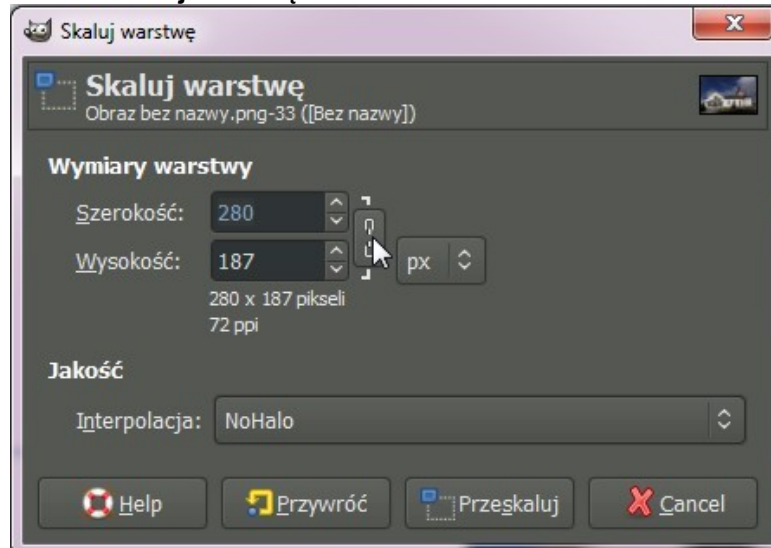 Skaluj warstwę
Skaluj warstwę
Obraz bez nazwy.png-33 ([Bez nazwy])
Wymiary warstwy
Szerokość: 280
Wysokość: 187 px
280 x 187 pikseli
72 ppi
Jakość
Interpolacja: NoHalo
Help Przywróć Przeskaluj Cancel